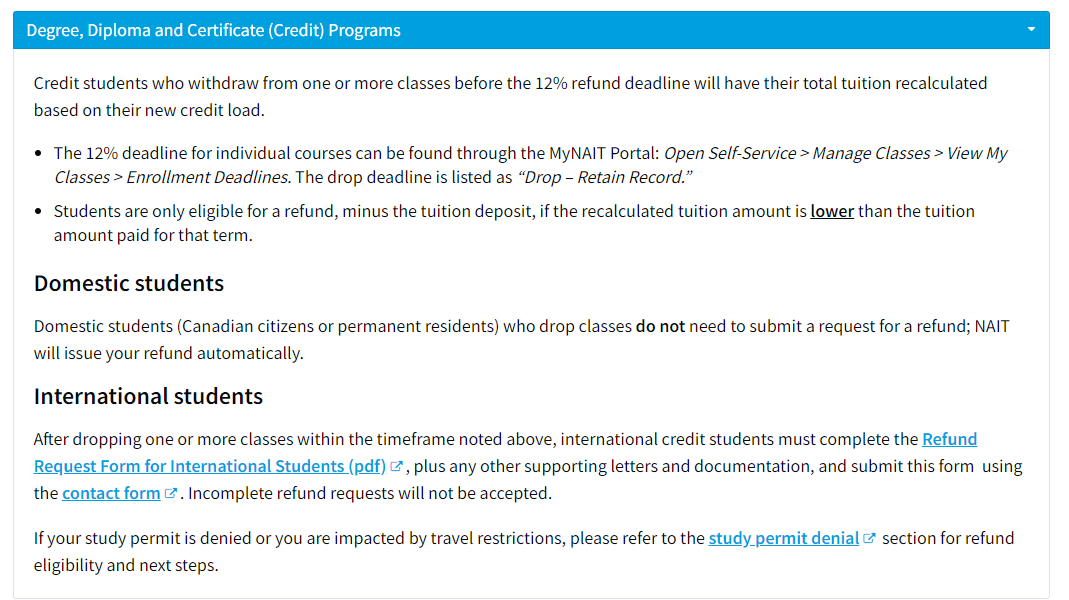 Degree, Diploma and Certificate (Credit) Programs
Credit students who withdraw from one or more classes before the 12% refund deadline will have their total tuition recalculated
based on their new credit load.
• The 12% deadline for individual courses can be found through the MyNAIT Portal: Open Self-Service > Manage Classes > View My
Classes > Enrollment Deadlines. The drop deadline is listed as “Drop – Retain Record.”
• Students are only eligible for a refund, minus the tuition deposit, if the recalculated tuition amount is lower than the tuition
amount paid for that term.
Domestic students
Domestic students (Canadian citizens or permanent residents) who drop classes do not need to submit a request for a refund; NAIT
will issue your refund automatically.
International students
After dropping one or more classes within the timeframe noted above, international credit students must complete the Refund
Request Form for International Students (pdf) , plus any other supporting letters and documentation, and submit this form using
the contact form . Incomplete refund requests will not be accepted.
If your study permit is denied or you are impacted by travel restrictions, please refer to the study permit denial section for refund
eligibility and next steps.